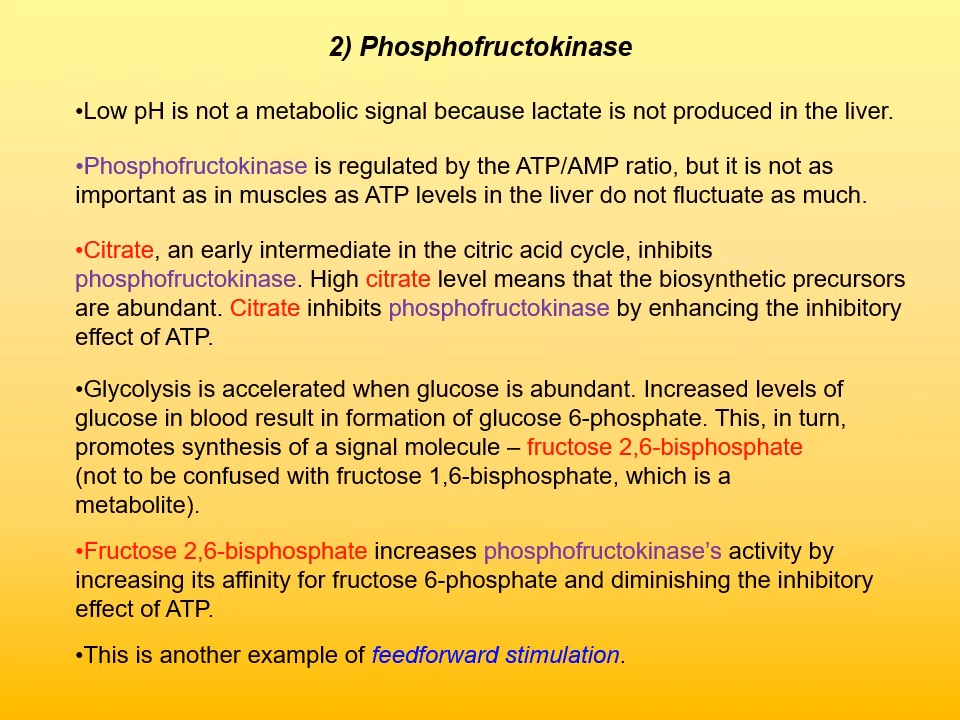 2) Phosphofructokinase
•Low pH is not a metabolic signal because lactate is not produced in the liver.
•Phosphofructokinase is regulated by the ATP/AMP ratio, but it is not as
important as in muscles as ATP levels in the liver do not fluctuate as much.
•Citrate, an early intermediate in the citric acid cycle, inhibits
phosphofructokinase. High citrate level means that the biosynthetic precursors
are abundant. Citrate inhibits phosphofructokinase by enhancing the inhibitory
effect of ATP.
•Glycolysis is accelerated when glucose is abundant. Increased levels of
glucose in blood result in formation of glucose 6-phosphate. This, in turn,
promotes synthesis of a signal molecule – fructose 2,6-bisphosphate
(not to be confused with fructose 1,6-bisphosphate, which is a
metabolite).
•Fructose 2,6-bisphosphate increases phosphofructokinase’s activity by
increasing its affinity for fructose 6-phosphate and diminishing the inhibitory
effect of ATP.
•This is another example of feedforward stimulation.